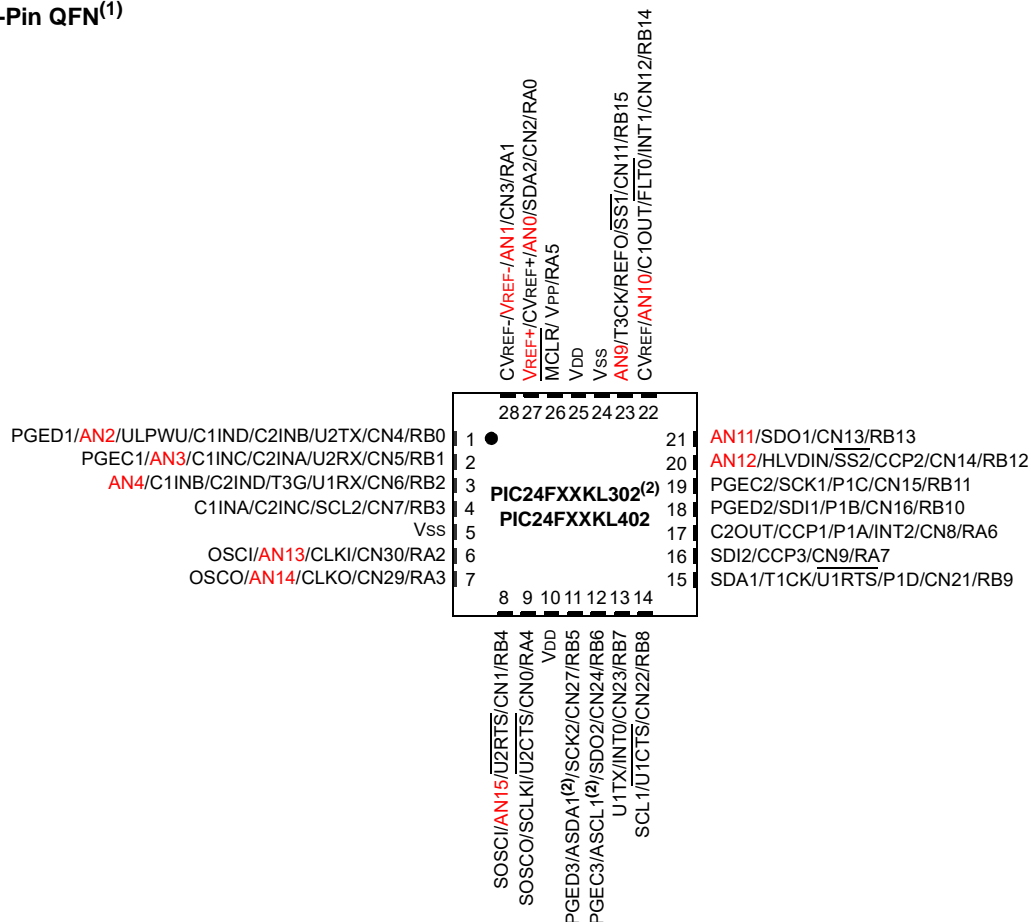 -Pin QFN(1)
CVREF-/VREF-/AN1/CN3/RA1
VREF+/CVREF+/AN0/SDA2/CN2/RA0
MCLR/ VPP/RA5
VDD
VSS
AN9/T3CK/REFO/SS1/CN11/RB15
CVREF/AN10/C1OUT/FLT0/INT1/CN12/RB14
28 27 26 25 24 23 22
PGED1/AN2/ULPWU/C1IND/C2INB/U2TX/CN4/RB0 1
PGEC1/AN3/C1INC/C2INA/U2RX/CN5/RB1 2
AN4/C1INB/C2IND/T3G/U1RX/CN6/RB2 3
C1INA/C2INC/SCL2/CN7/RB3 4
VSS 5
OSCI/AN13/CLKI/CN30/RA2 6
OSCO/AN14/CLKO/CN29/RA3 7
PIC24FXXKL302(2)
PIC24FXXKL402
21 AN11/SDO1/CN13/RB13
20 AN12/HLVDIN/SS2/CCP2/CN14/RB12
19 PGEC2/SCK1/P1C/CN15/RB11
18 PGED2/SDI1/P1B/CN16/RB10
17 C2OUT/CCP1/P1A/INT2/CN8/RA6
16 SDI2/CCP3/CN9/RA7
15 SDA1/T1CK/U1RTS/P1D/CN21/RB9
8 9 10 11 12 13 14
SOSCI/AN15/U2RTS/CN1/RB4
SOSCO/SCLKI/U2CTS/CN0/RA4
VDD
PGED3/ASDA1(2)/SCK2/CN27/RB5
PGEC3/ASCL1(2)/SDO2/CN24/RB6
U1TX/INT0/CN23/RB7
SCL1/U1CTS/CN22/RB8